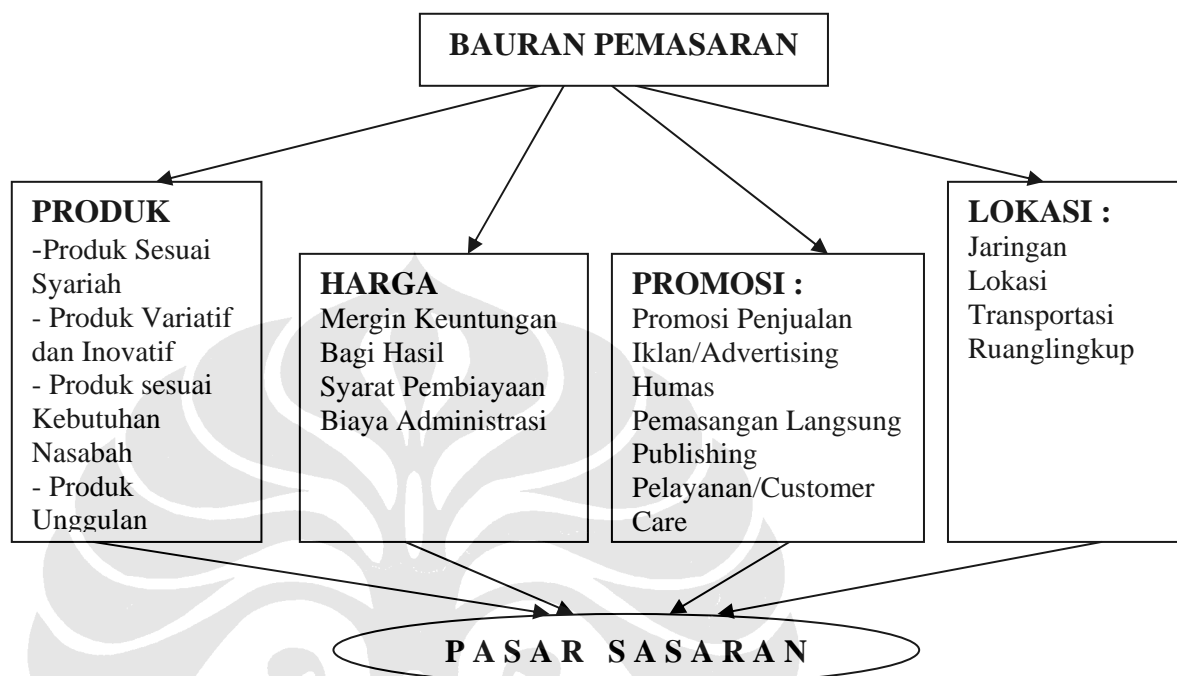 BAURAN PEMASARAN
PRODUK
-Produk Sesuai
Syariah
- Produk Variatif
dan Inovatif
- Produk sesuai
Kebutuhan
Nasabah
- Produk
Unggulan
HARGA
Mergin Keuntungan
Bagi Hasil
Syarat Pembiayaan
Biaya Administrasi
PROMOSI :
Promosi Penjualan
Iklan/Advertising
Humas
Pemasangan Langsung
Publishing
Pelayanan/Customer
Care
LOKASI :
Jaringan
Lokasi
Transportasi
Ruanglingkup
P A S A R S A S A R A N